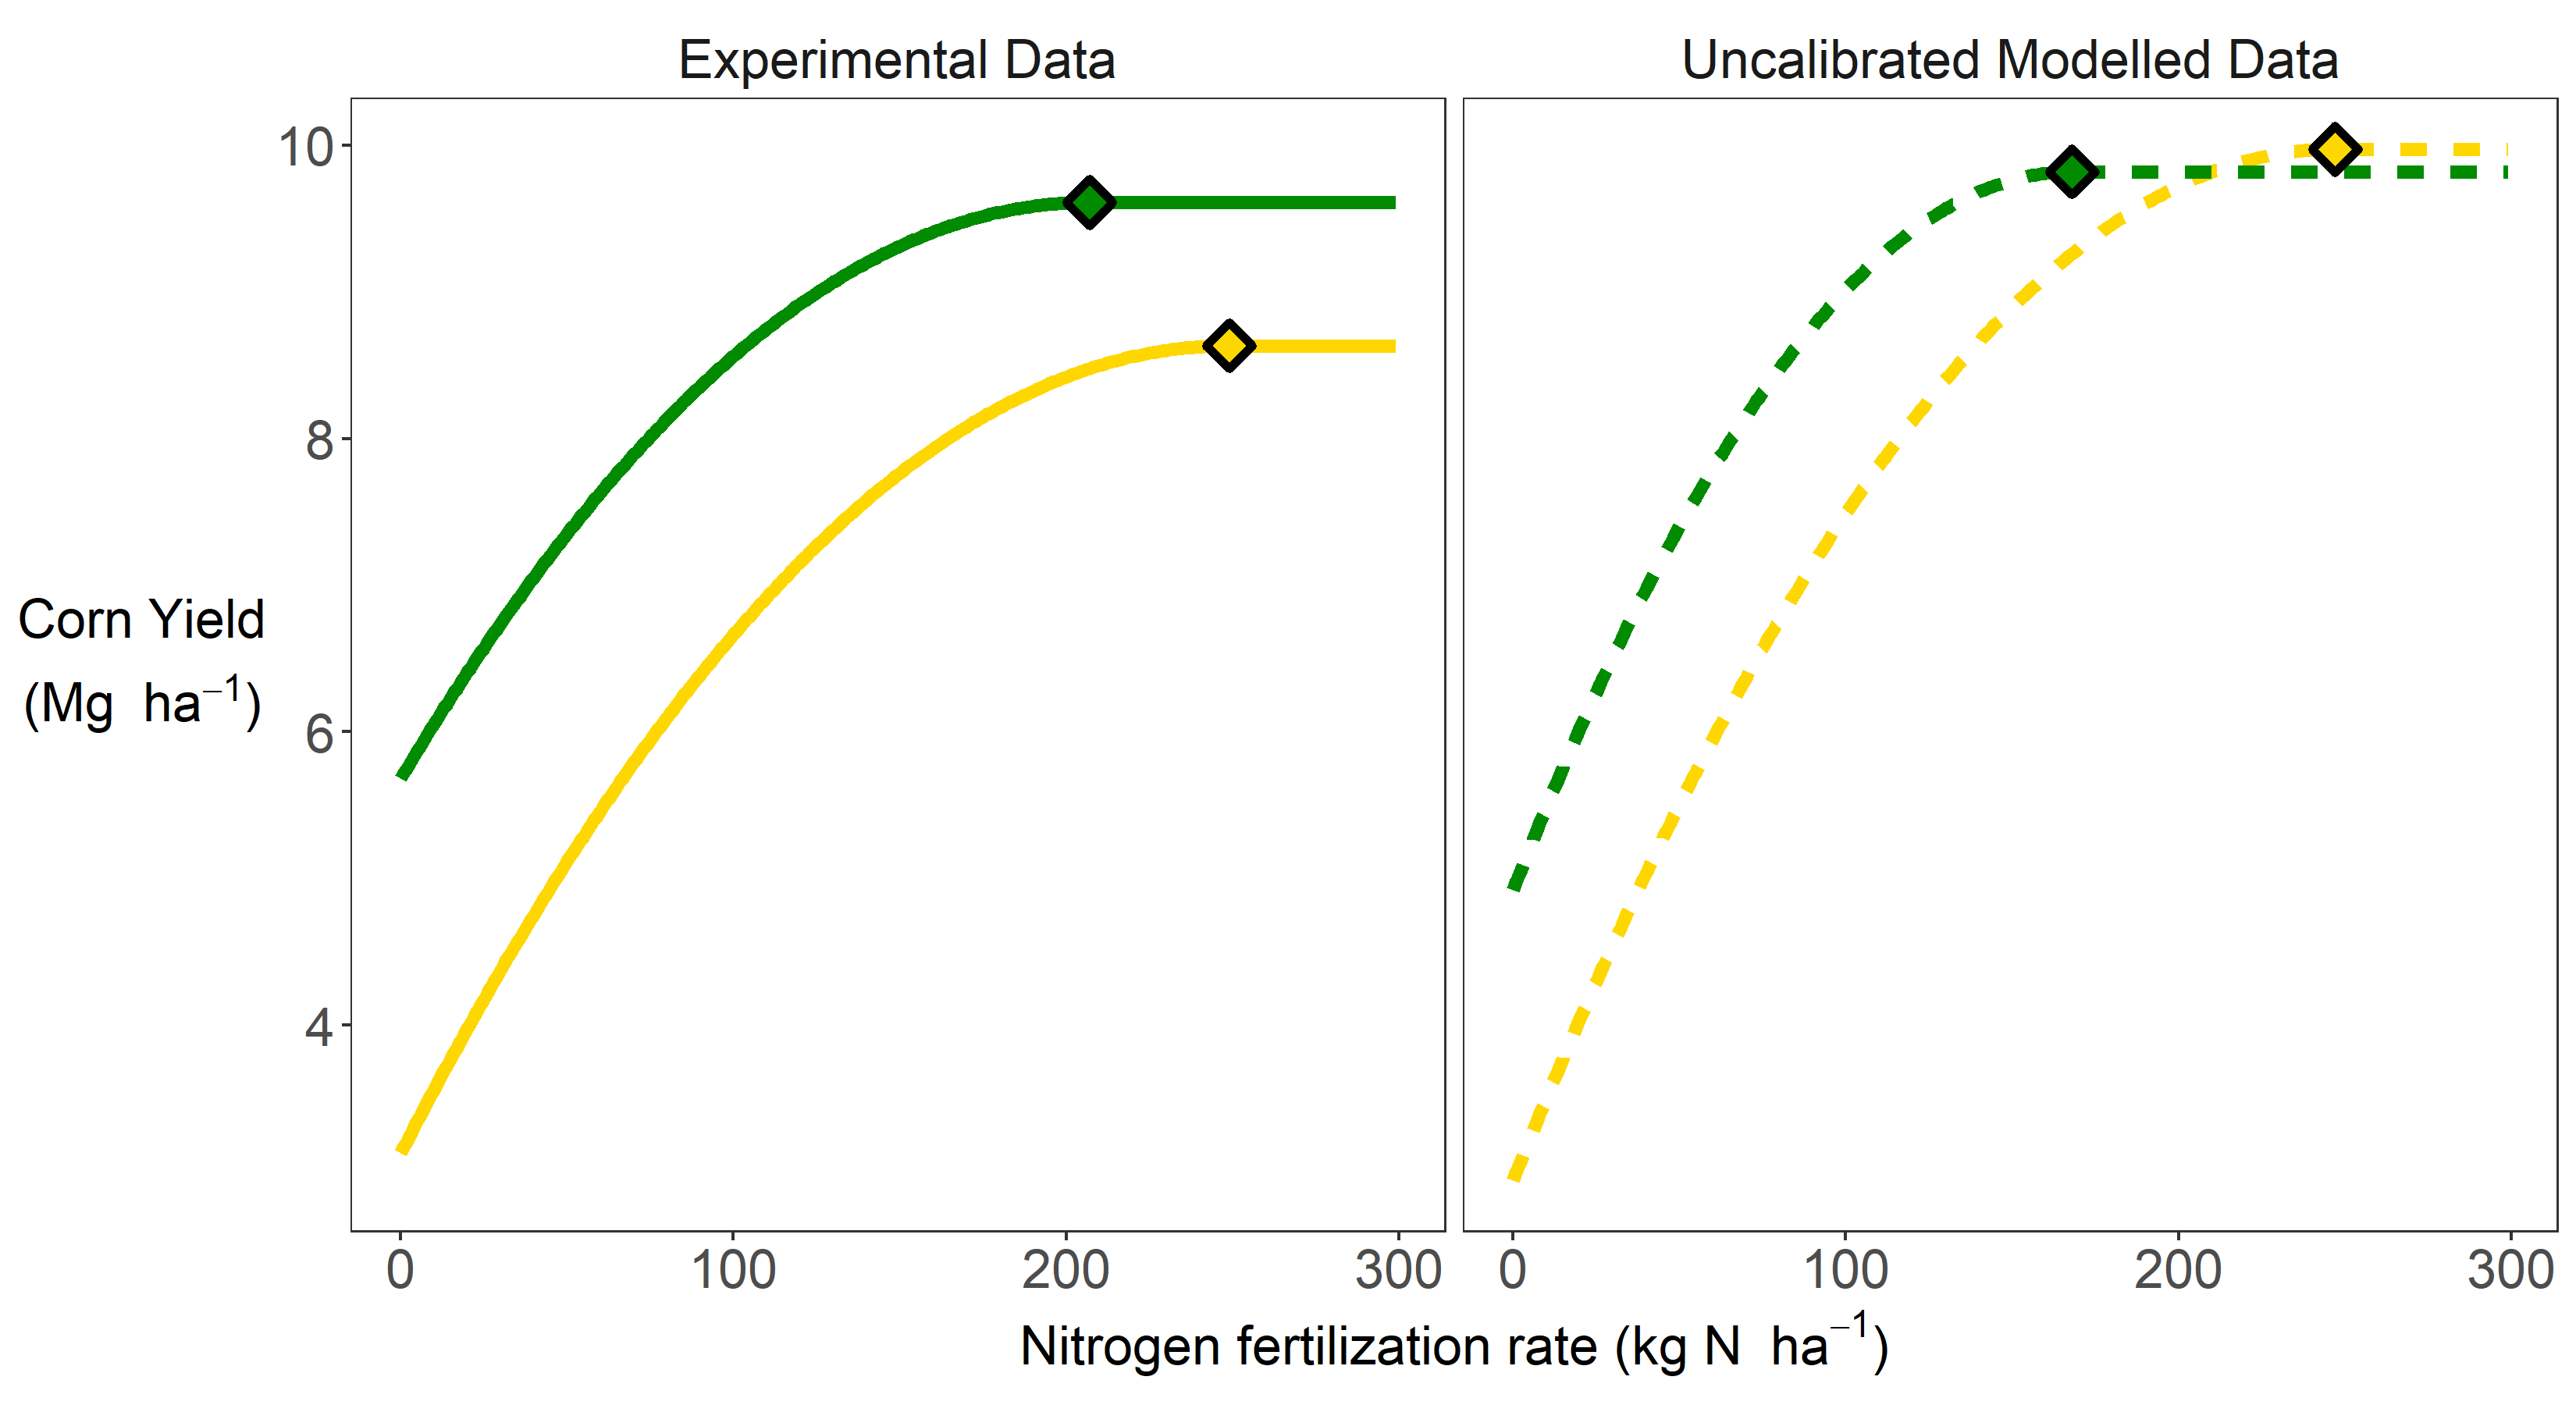 Experimental Data
Uncalibrated Modelled Data
10
8
6
4
Corn Yield
(Mg ha⁻¹)
0 100 200 300
0 100 200 300
Nitrogen fertilization rate (kg N ha⁻¹)